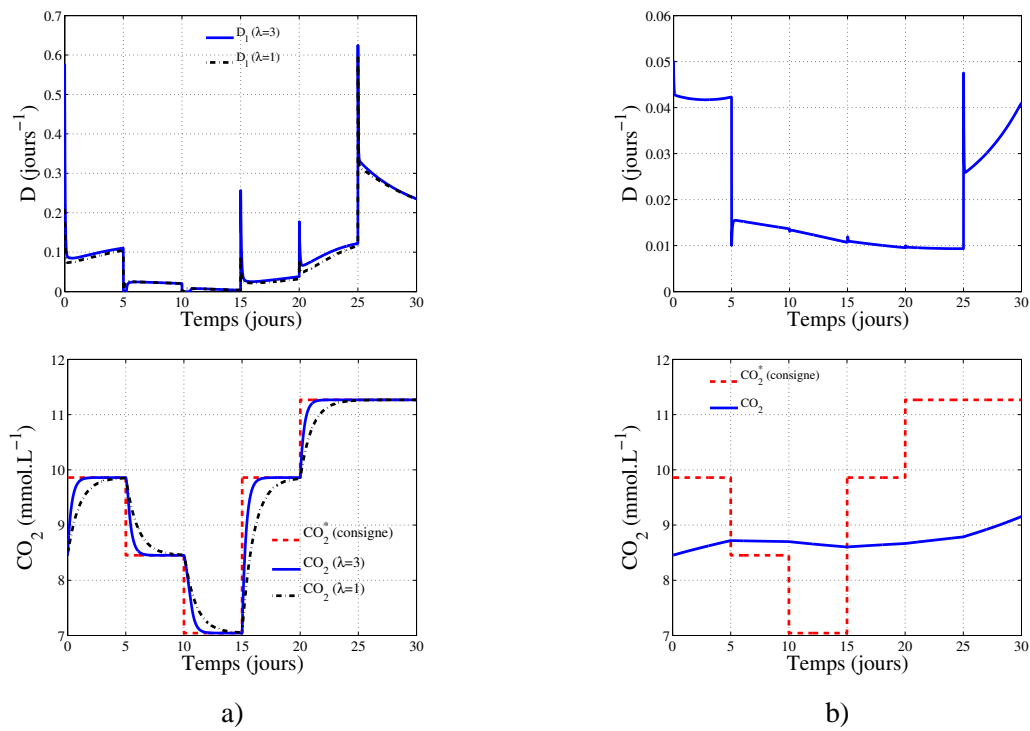 0.7
0.6
0.5
0.4
0.3
0.2
0.1
0
D (jours⁻¹)
D₁ (λ=3)
D₁ (λ=1)
0 5 10 15 20 25 30
Temps (jours)
0.06
0.05
0.04
0.03
0.02
0.01
0
D (jours⁻¹)
0 5 10 15 20 25 30
Temps (jours)
12
11
10
9
8
7
CO₂ (mmol.L⁻¹)
CO₂* (consigne)
CO₂ (λ=3)
CO₂ (λ=1)
0 5 10 15 20 25 30
Temps (jours)
12
11
10
9
8
7
CO₂ (mmol.L⁻¹)
CO₂* (consigne)
CO₂
0 5 10 15 20 25 30
Temps (jours)
a)
b)